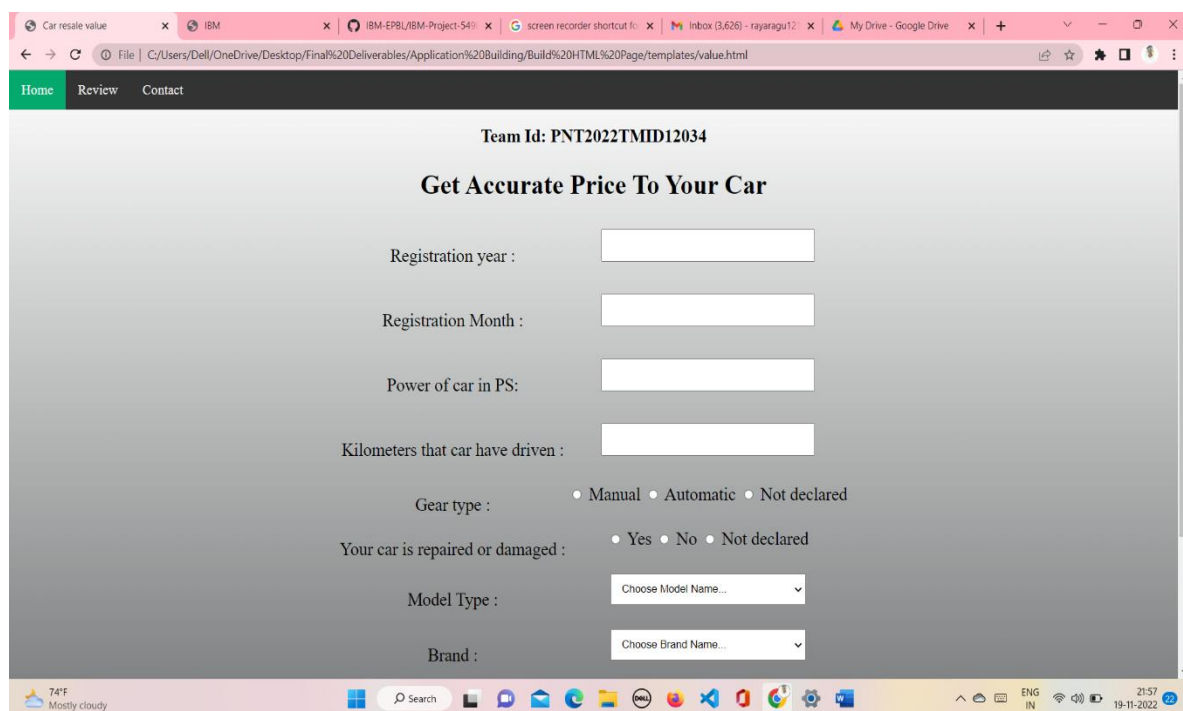 Car resale value
IBM
IBM-EPBL/IBM-Project-549
screen recorder shortcut fo
Inbox (3,626) - rayaragu12
My Drive - Google Drive
File | C:/Users/Dell/OneDrive/Desktop/Final%20Deliverables/Application%20Building/Build%20HTML%20Page/templates/value.html
Home Review Contact
Team Id: PNT2022TMID12034
Get Accurate Price To Your Car
Registration year :
Registration Month :
Power of car in PS:
Kilometers that car have driven :
Gear type : Manual Automatic Not declared
Your car is repaired or damaged : Yes No Not declared
Model Type : Choose Model Name...
Brand : Choose Brand Name...
74°F
Mostly cloudy
Search
DELL
ENG
IN
21:57
19-11-2022
22